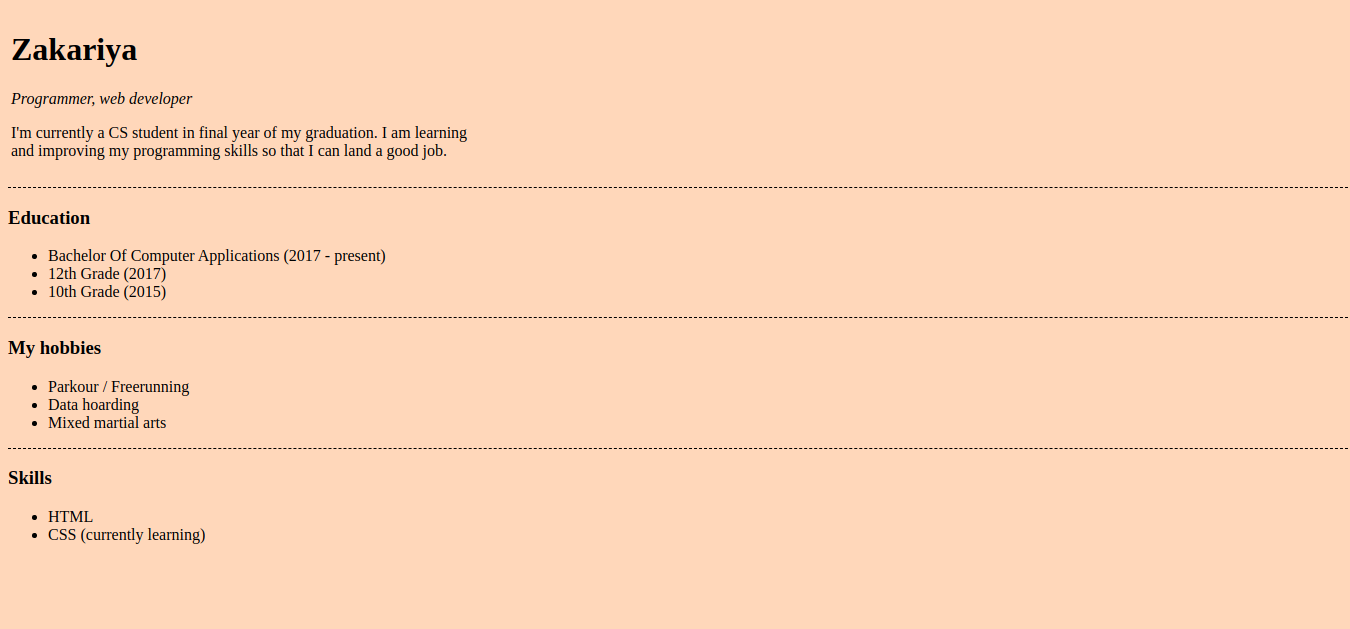 Zakariya
Programmer, web developer
I'm currently a CS student in final year of my graduation. I am learning
and improving my programming skills so that I can land a good job.
Education
Bachelor Of Computer Applications (2017 - present)
12th Grade (2017)
10th Grade (2015)
My hobbies
Parkour / Freerunning
Data hoarding
Mixed martial arts
Skills
HTML
CSS (currently learning)